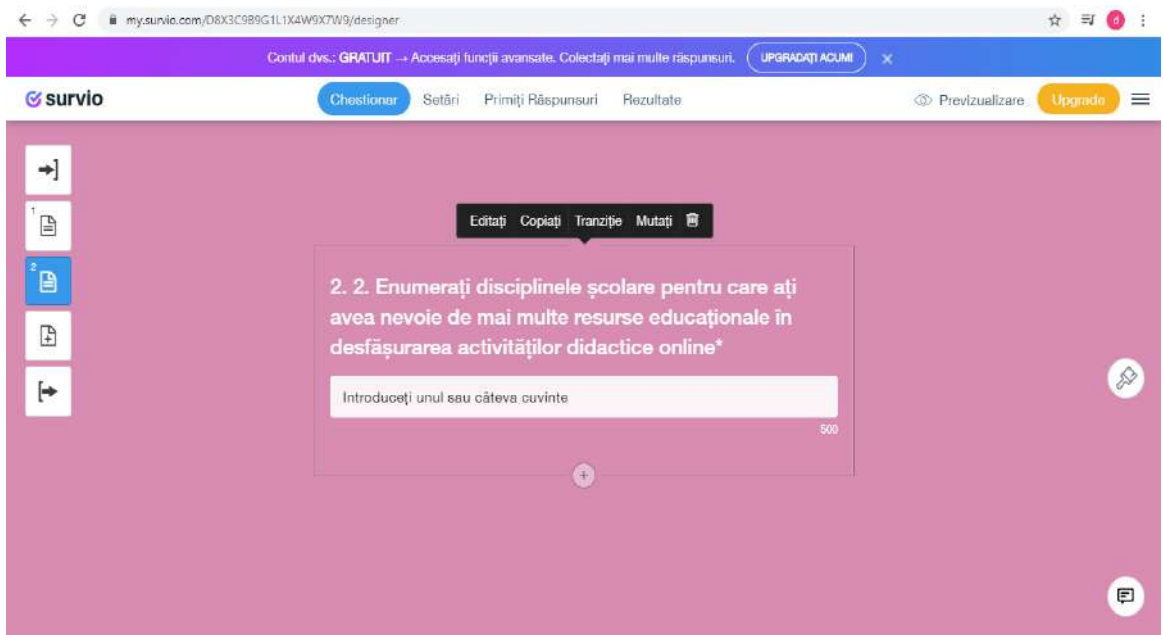 my.survio.com/D8X3C9B9G1L1X4W9X7W9/designer
d
Contul dvs.: GRATUIT → Accesați funcții avansate. Colectați mai multe răspunsuri. UPGRADAȚI ACUM!
survio Chestionar Setări Primiți Răspunsuri Rezultate Previzualizare Upgrade
1
2
Editați Copiați Tranziție Mutați
2. 2. Enumerați disciplinele școlare pentru care ați
avea nevoie de mai multe resurse educaționale în
desfășurarea activităților didactice online*
Introduceți unul sau câteva cuvinte
500